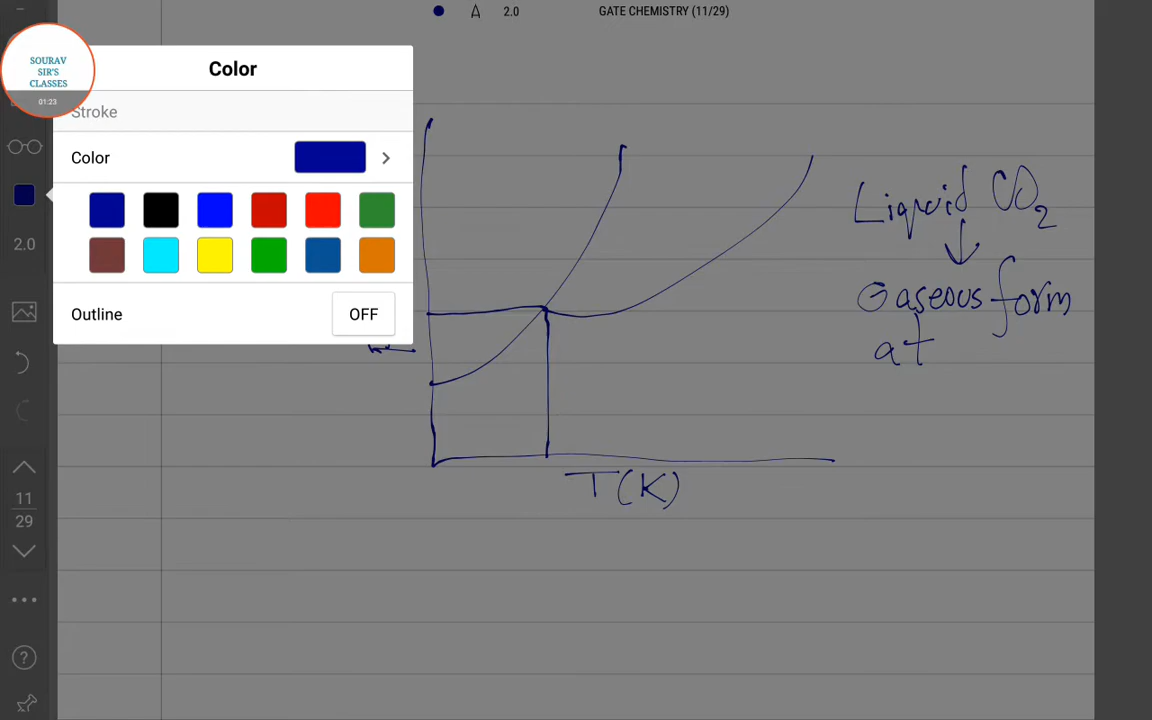 2.0 GATE CHEMISTRY (11/29)
SOURAV
SIR'S
CLASSES
01:23
Color
Stroke
Color
2.0
Outline OFF
11
29
Liquid CO2
Gaseous form
at
T(K)